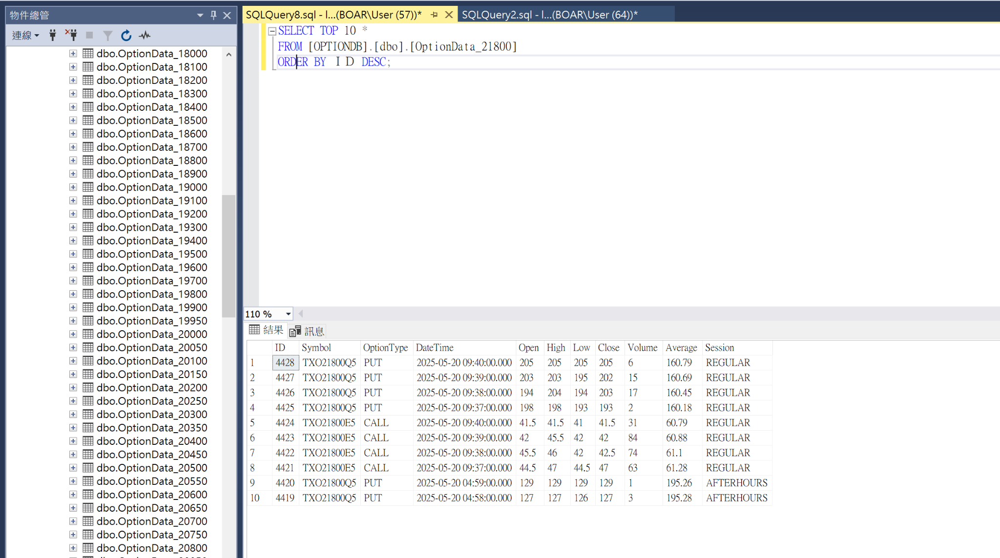 物件總管
連線
dbo.OptionData_18000
dbo.OptionData_18100
dbo.OptionData_18200
dbo.OptionData_18300
dbo.OptionData_18400
dbo.OptionData_18500
dbo.OptionData_18600
dbo.OptionData_18700
dbo.OptionData_18800
dbo.OptionData_18900
dbo.OptionData_19000
dbo.OptionData_19100
dbo.OptionData_19200
dbo.OptionData_19300
dbo.OptionData_19400
dbo.OptionData_19500
dbo.OptionData_19600
dbo.OptionData_19700
dbo.OptionData_19800
dbo.OptionData_19900
dbo.OptionData_19950
dbo.OptionData_20000
dbo.OptionData_20050
dbo.OptionData_20100
dbo.OptionData_20150
dbo.OptionData_20200
dbo.OptionData_20250
dbo.OptionData_20300
dbo.OptionData_20350
dbo.OptionData_20400
dbo.OptionData_20450
dbo.OptionData_20500
dbo.OptionData_20550
dbo.OptionData_20600
dbo.OptionData_20650
dbo.OptionData_20700
dbo.OptionData_20750
dbo.OptionData_20800
SQLQuery8.sql - l...(BOAR\User (57))* SQLQuery2.sql - l...(BOAR\User (64))*
SELECT TOP 10 *
FROM [OPTIONDB].[dbo].[OptionData_21800]
ORDER BY ＩＤ DESC;
110 %
結果 訊息
ID Symbol OptionType DateTime Open High Low Close Volume Average Session
1 4428 TXO21800Q5 PUT 2025-05-20 09:40:00.000 205 205 205 205 6 160.79 REGULAR
2 4427 TXO21800Q5 PUT 2025-05-20 09:39:00.000 203 203 195 202 15 160.69 REGULAR
3 4426 TXO21800Q5 PUT 2025-05-20 09:38:00.000 194 204 194 203 17 160.45 REGULAR
4 4425 TXO21800Q5 PUT 2025-05-20 09:37:00.000 198 198 193 193 2 160.18 REGULAR
5 4424 TXO21800E5 CALL 2025-05-20 09:40:00.000 41.5 41.5 41 41.5 31 60.79 REGULAR
6 4423 TXO21800E5 CALL 2025-05-20 09:39:00.000 42 45.5 42 42 84 60.88 REGULAR
7 4422 TXO21800E5 CALL 2025-05-20 09:38:00.000 45.5 46 42 42.5 74 61.1 REGULAR
8 4421 TXO21800E5 CALL 2025-05-20 09:37:00.000 44.5 47 44.5 47 63 61.28 REGULAR
9 4420 TXO21800Q5 PUT 2025-05-20 04:59:00.000 129 129 129 129 1 195.26 AFTERHOURS
10 4419 TXO21800Q5 PUT 2025-05-20 04:58:00.000 127 127 126 127 3 195.28 AFTERHOURS